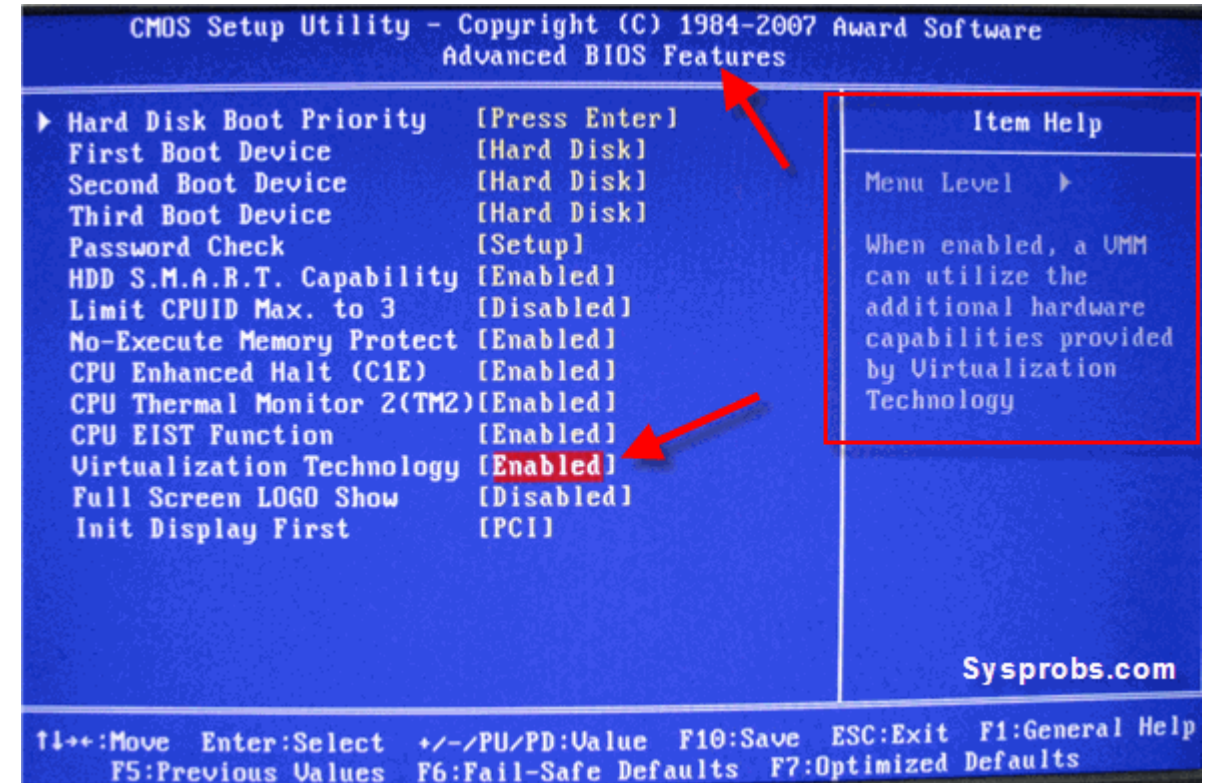 CMOS Setup Utility - Copyright (C) 1984-2007 Award Software
Advanced BIOS Features
Hard Disk Boot Priority [Press Enter]
First Boot Device [Hard Disk]
Second Boot Device [Hard Disk]
Third Boot Device [Hard Disk]
Password Check [Setup]
HDD S.M.A.R.T. Capability [Enabled]
Limit CPUID Max. to 3 [Disabled]
No-Execute Memory Protect [Enabled]
CPU Enhanced Halt (C1E) [Enabled]
CPU Thermal Monitor 2(TM2)[Enabled]
CPU EIST Function [Enabled]
Virtualization Technology [Enabled]
Full Screen LOGO Show [Disabled]
Init Display First [PCI]
Item Help
Menu Level
When enabled, a VMM
can utilize the
additional hardware
capabilities provided
by Virtualization
Technology
Sysprobs.com
↑↓→←:Move Enter:Select +/-/PU/PD:Value F10:Save ESC:Exit F1:General Help
F5:Previous Values F6:Fail-Safe Defaults F7:Optimized Defaults